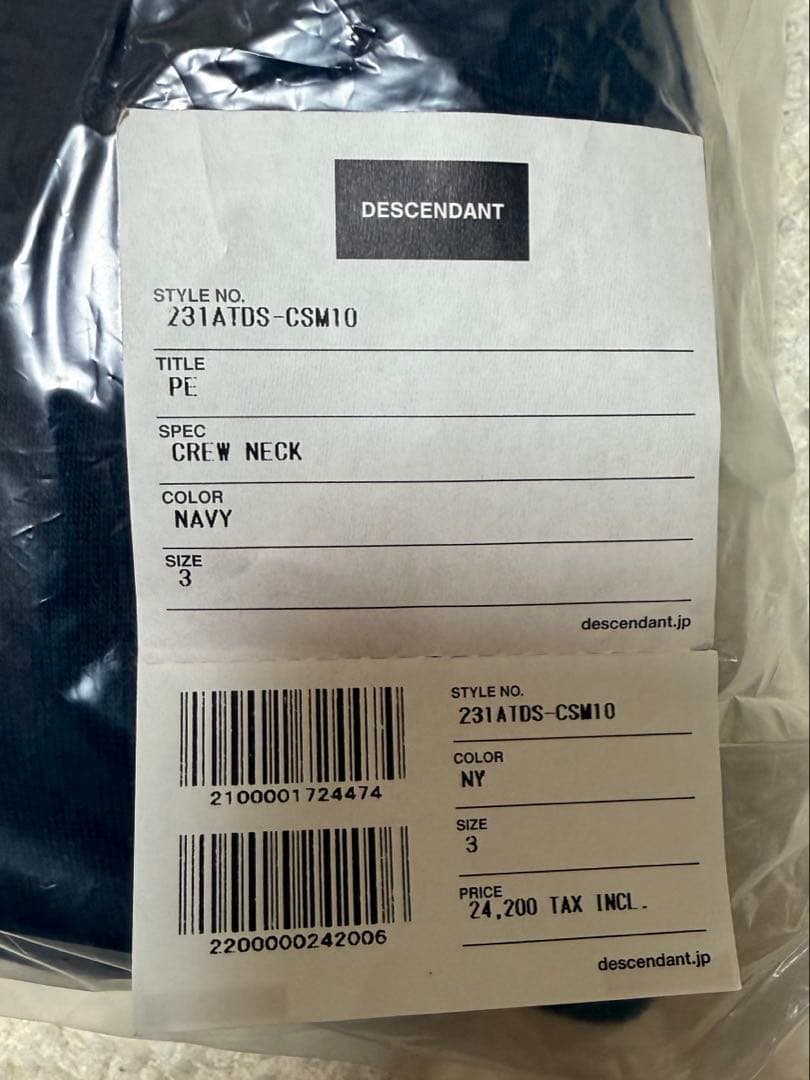 DESCENDANT
STYLE NO.
231ATDS-CSM10
TITLE
PE
SPEC
CREW NECK
COLOR
NAVY
SIZE
3
descendant.jp
2100001724474
2200000242006
STYLE NO.
231ATDS-CSM10
COLOR
NY
SIZE
3
PRICE
24,200 TAX INCL.
descendant.jp